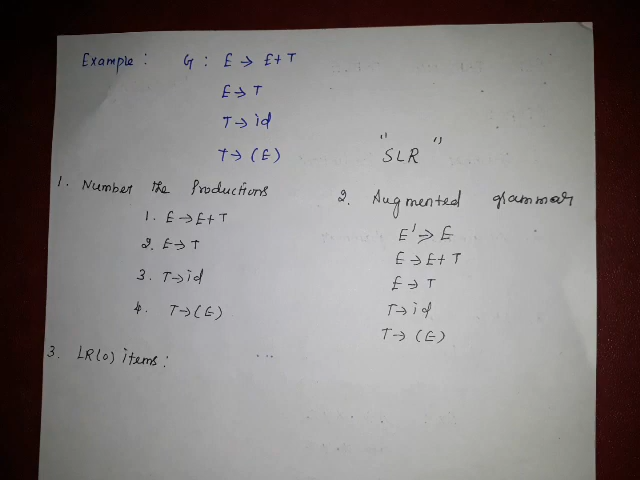 Example : G : E → E+T
E → T
T → id
T → (E)
" SLR "
1. Number the Productions
1. E → E+T
2. E → T
3. T → id
4. T → (E)
2. Augmented grammar
E' → E
E → E+T
E → T
T → id
T → (E)
3. LR(0) items : ...